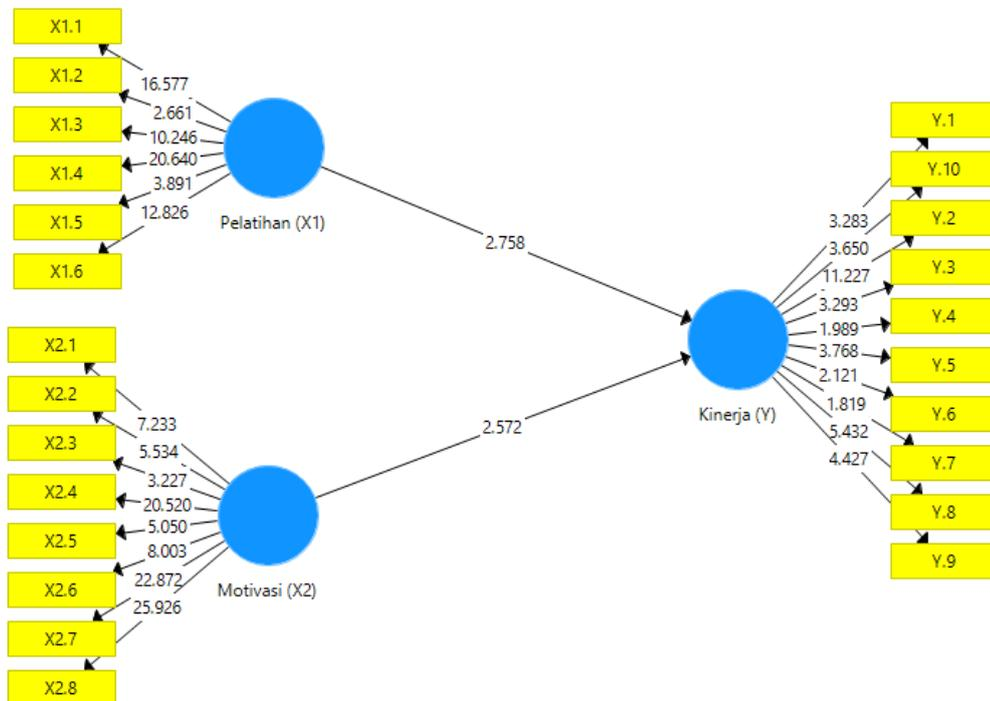 X1.1
X1.2
X1.3
X1.4
X1.5
X1.6
16.577
2.661
10.246
20.640
3.891
12.826
Pelatihan (X1)
2.758
X2.1
X2.2
X2.3
X2.4
X2.5
X2.6
X2.7
X2.8
7.233
5.534
3.227
20.520
5.050
8.003
22.872
25.926
Motivasi (X2)
2.572
Kinerja (Y)
3.283
3.650
11.227
3.293
1.989
3.768
2.121
1.819
5.432
4.427
Y.1
Y.10
Y.2
Y.3
Y.4
Y.5
Y.6
Y.7
Y.8
Y.9